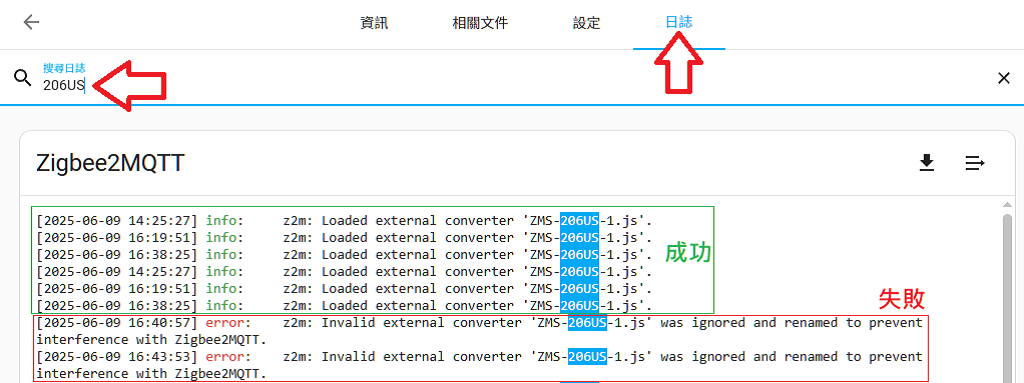 資訊
相關文件
設定
日誌
搜尋日誌
206US
Zigbee2MQTT
[2025-06-09 14:25:27] info: z2m: Loaded external converter 'ZMS-206US-1.js'.
[2025-06-09 16:19:51] info: z2m: Loaded external converter 'ZMS-206US-1.js'.
[2025-06-09 16:38:25] info: z2m: Loaded external converter 'ZMS-206US-1.js'.
[2025-06-09 14:25:27] info: z2m: Loaded external converter 'ZMS-206US-1.js'.
[2025-06-09 16:19:51] info: z2m: Loaded external converter 'ZMS-206US-1.js'.
[2025-06-09 16:38:25] info: z2m: Loaded external converter 'ZMS-206US-1.js'.
成功
失敗
[2025-06-09 16:40:57] error: z2m: Invalid external converter 'ZMS-206US-1.js' was ignored and renamed to prevent
interference with Zigbee2MQTT.
[2025-06-09 16:43:53] error: z2m: Invalid external converter 'ZMS-206US-1.js' was ignored and renamed to prevent
interference with Zigbee2MQTT.